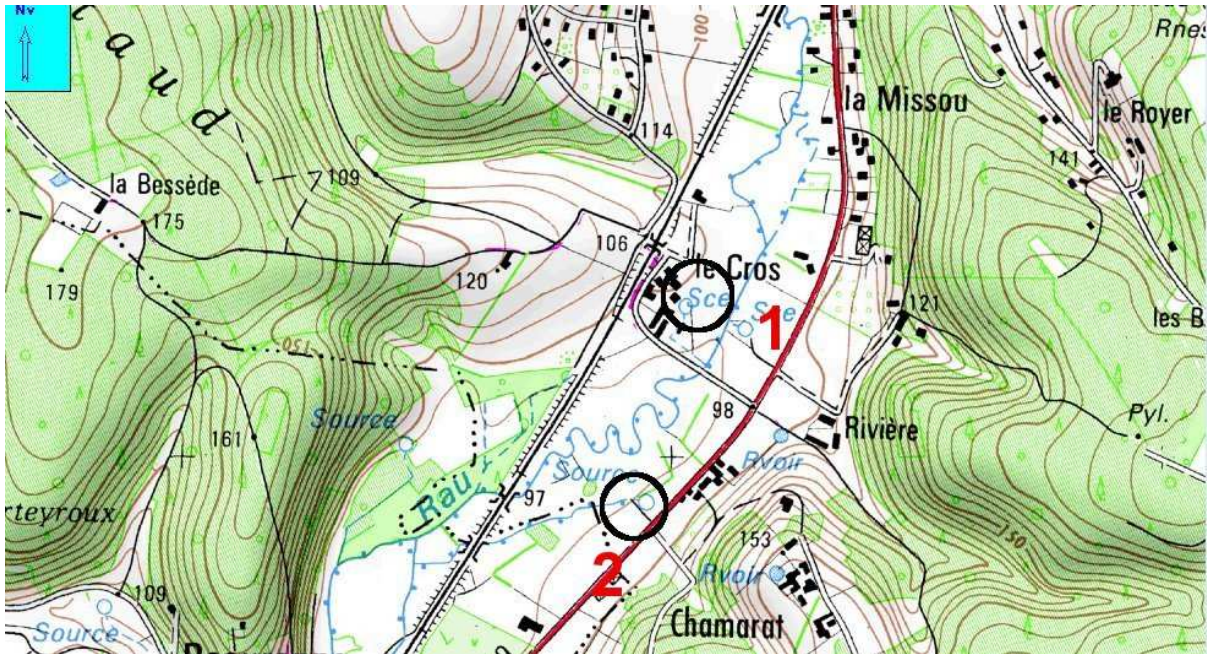 Nv
aud
Rnes
la Missou
le Royer
100
114
141
la Bessède
109
175
106
120
le Cros
179
Sce
Sce
1
121
les B
150
98
Pyl.
Source
161
Rivière
Rau
Source
Rvoir
97
rteyroux
153
150
2
Rvoir
109
Chamarat
Source